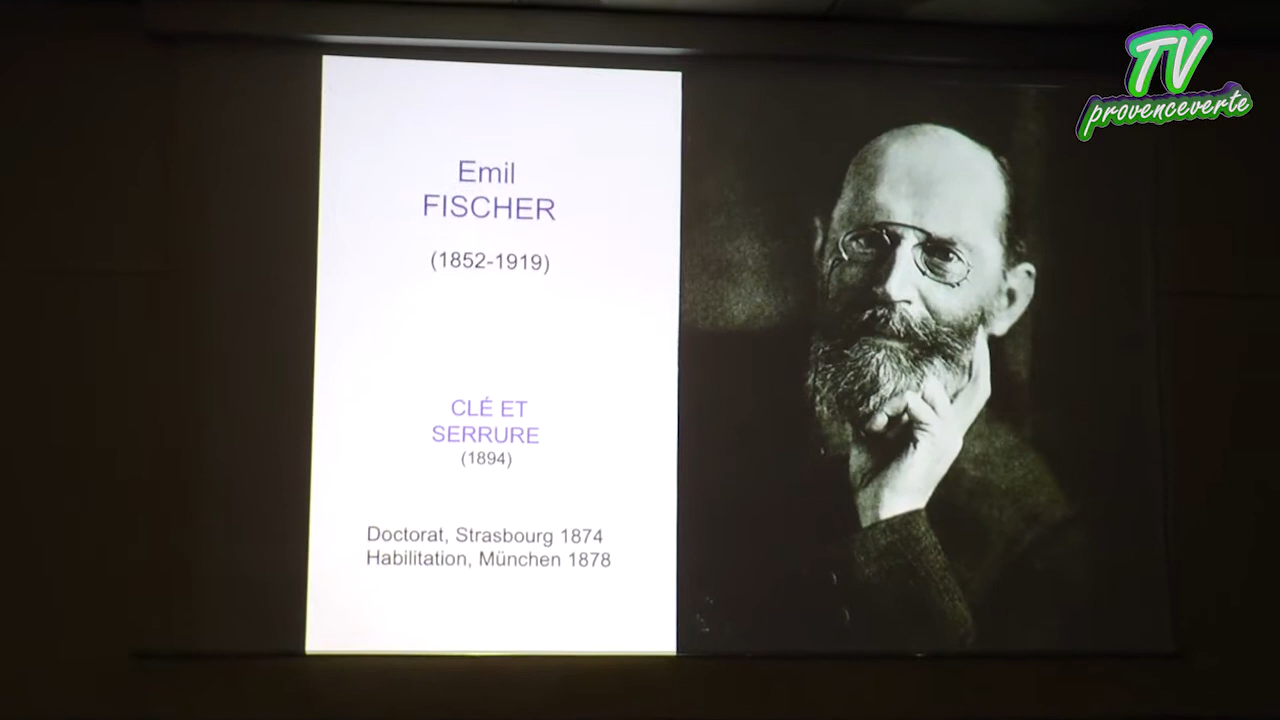 TV
provenceverte
Emil
FISCHER
(1852-1919)
CLÉ ET
SERRURE
(1894)
Doctorat, Strasbourg 1874
Habilitation, München 1878